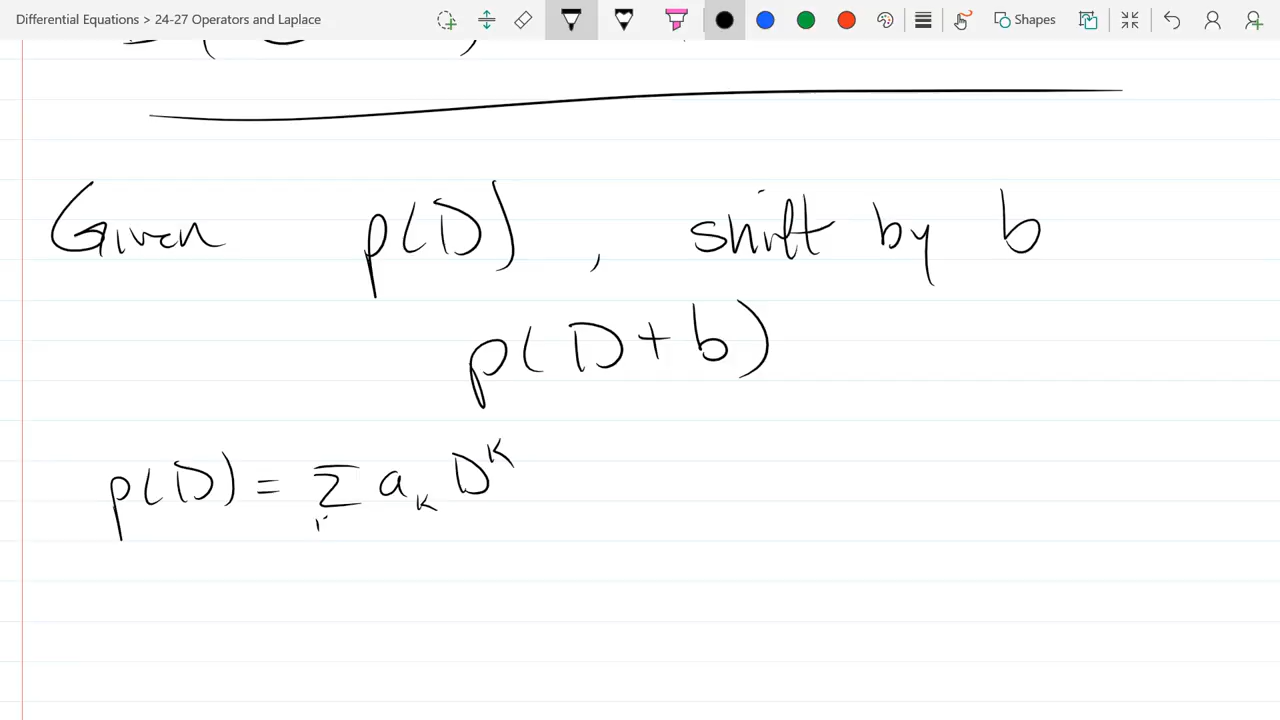 Differential Equations > 24-27 Operators and Laplace Shapes
Given p(D), shift by b
p(D+b)
p(D) = Σ a_k D^k